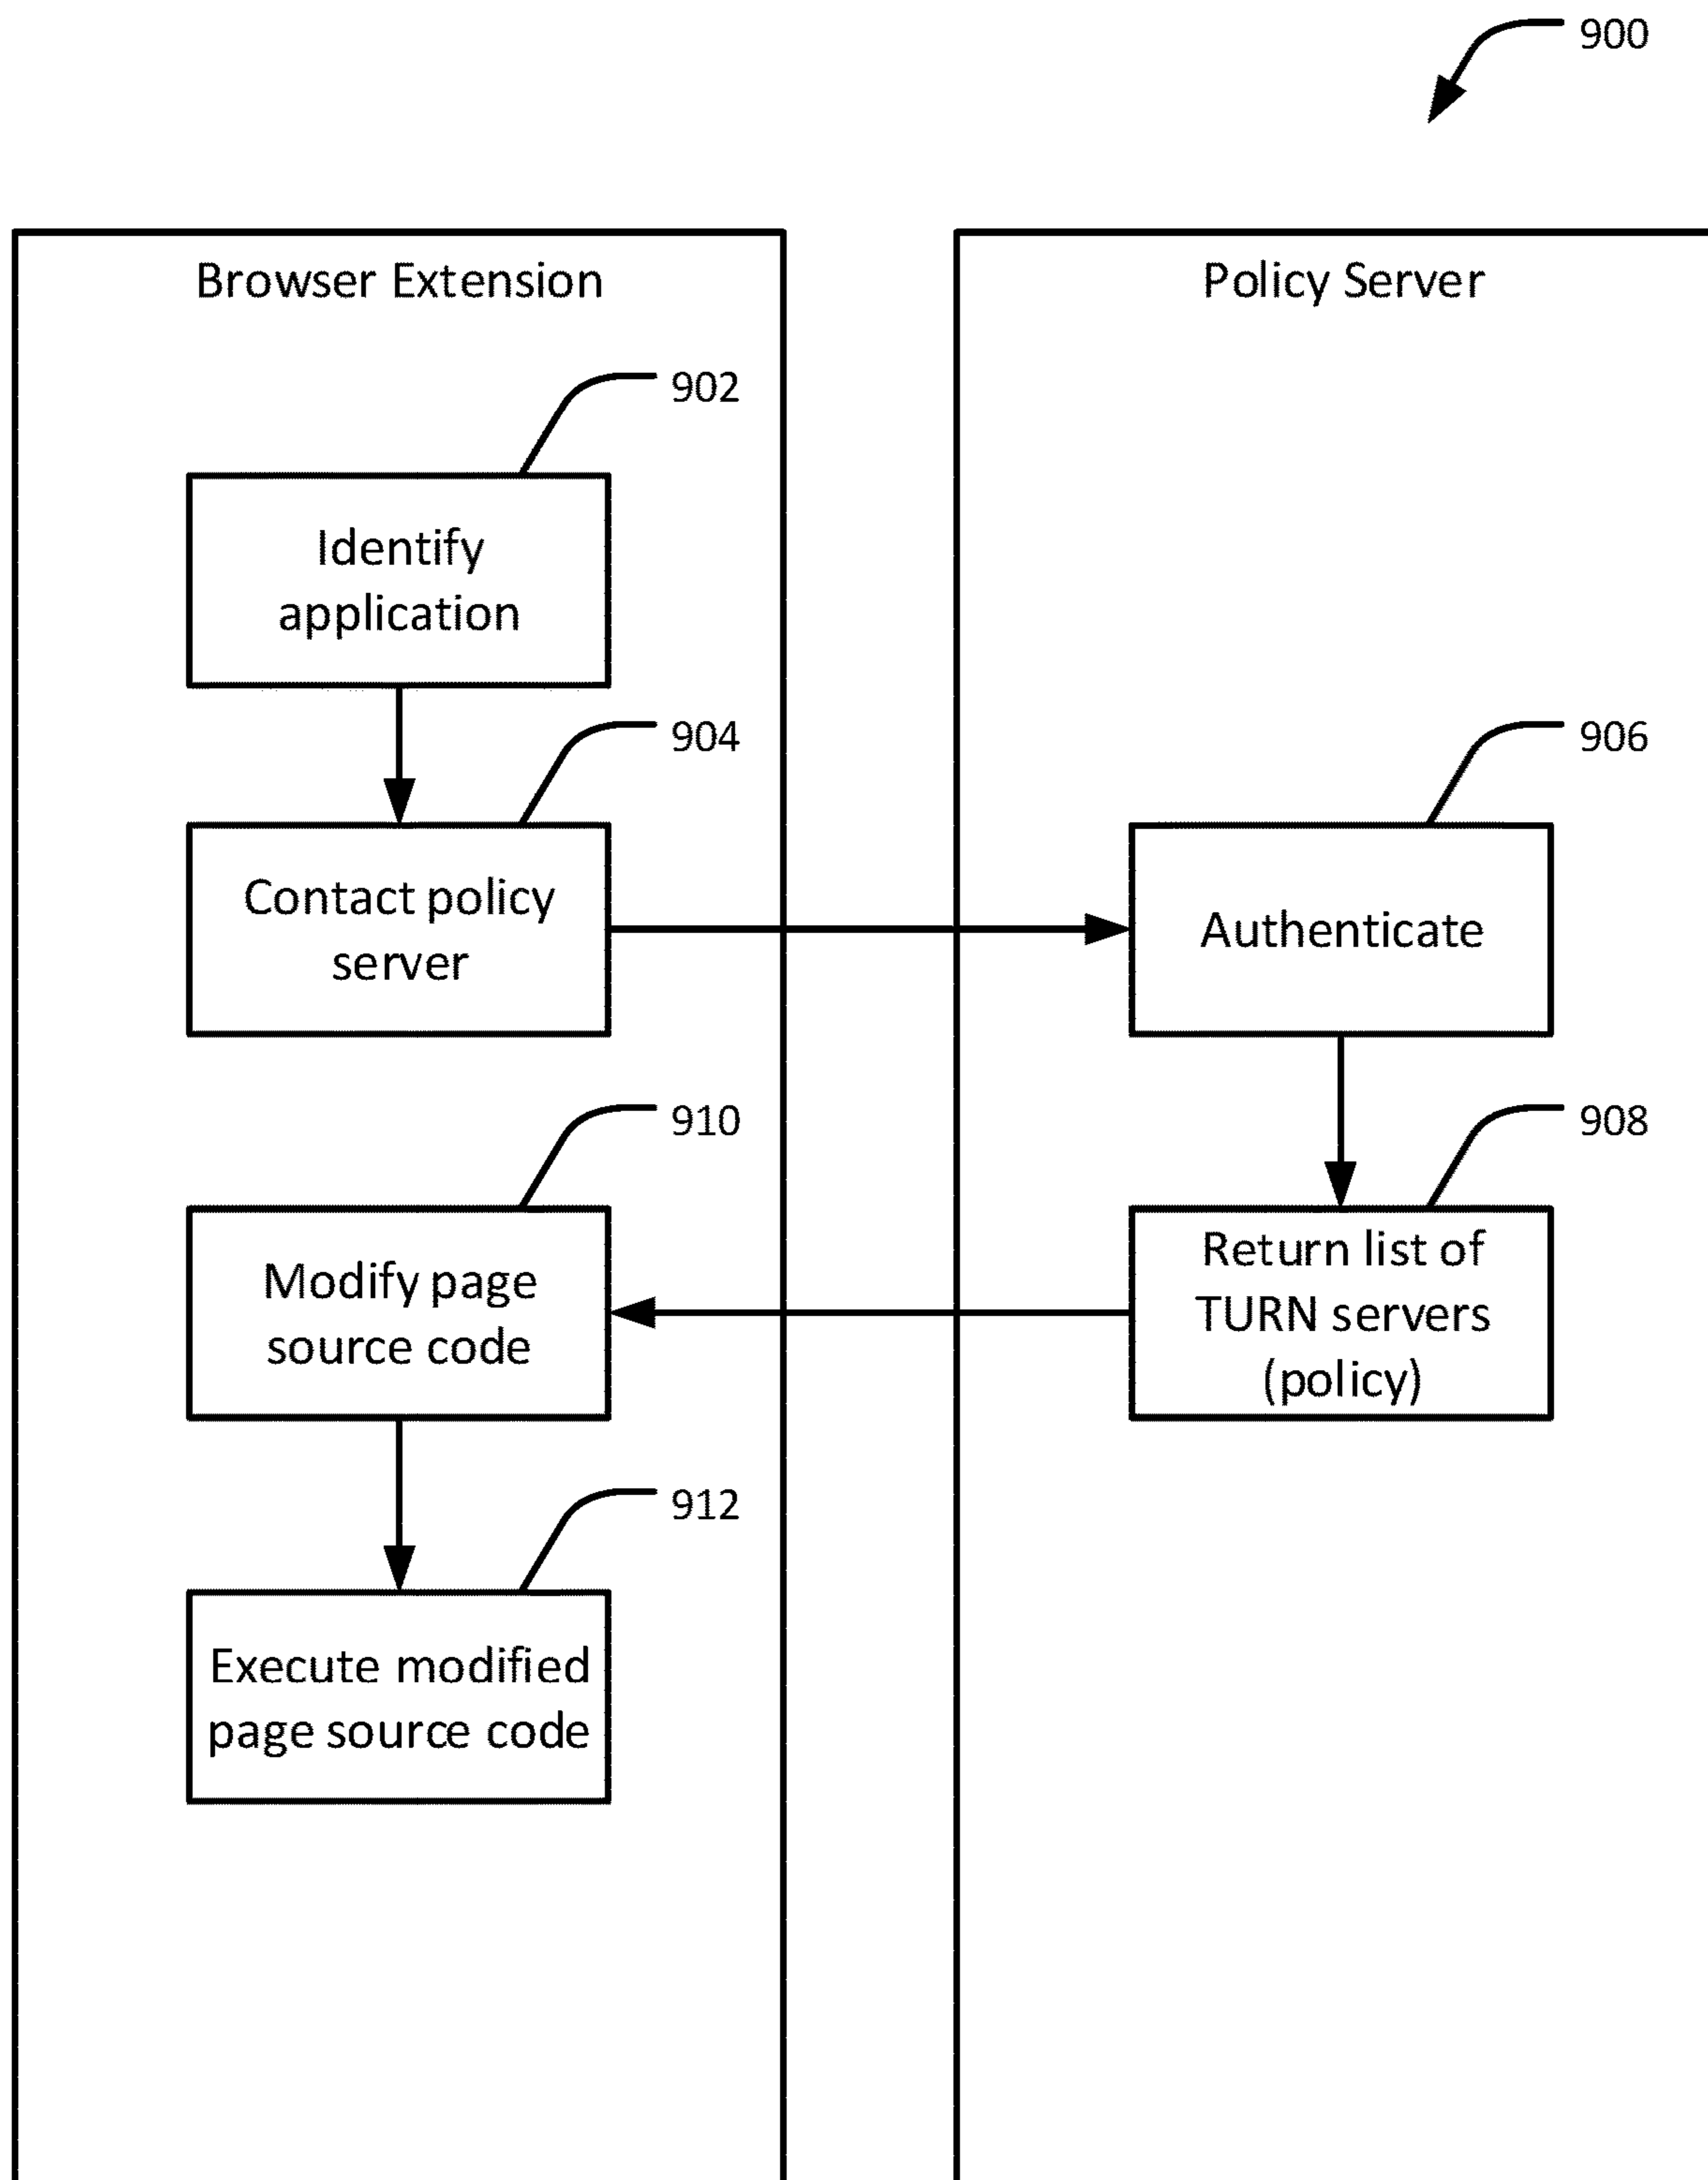 900
Browser Extension
Policy Server
902
Identify
application
904
906
Contact policy
server
Authenticate
910
908
Modify page
source code
Return list of
TURN servers
(policy)
912
Execute modified
page source code